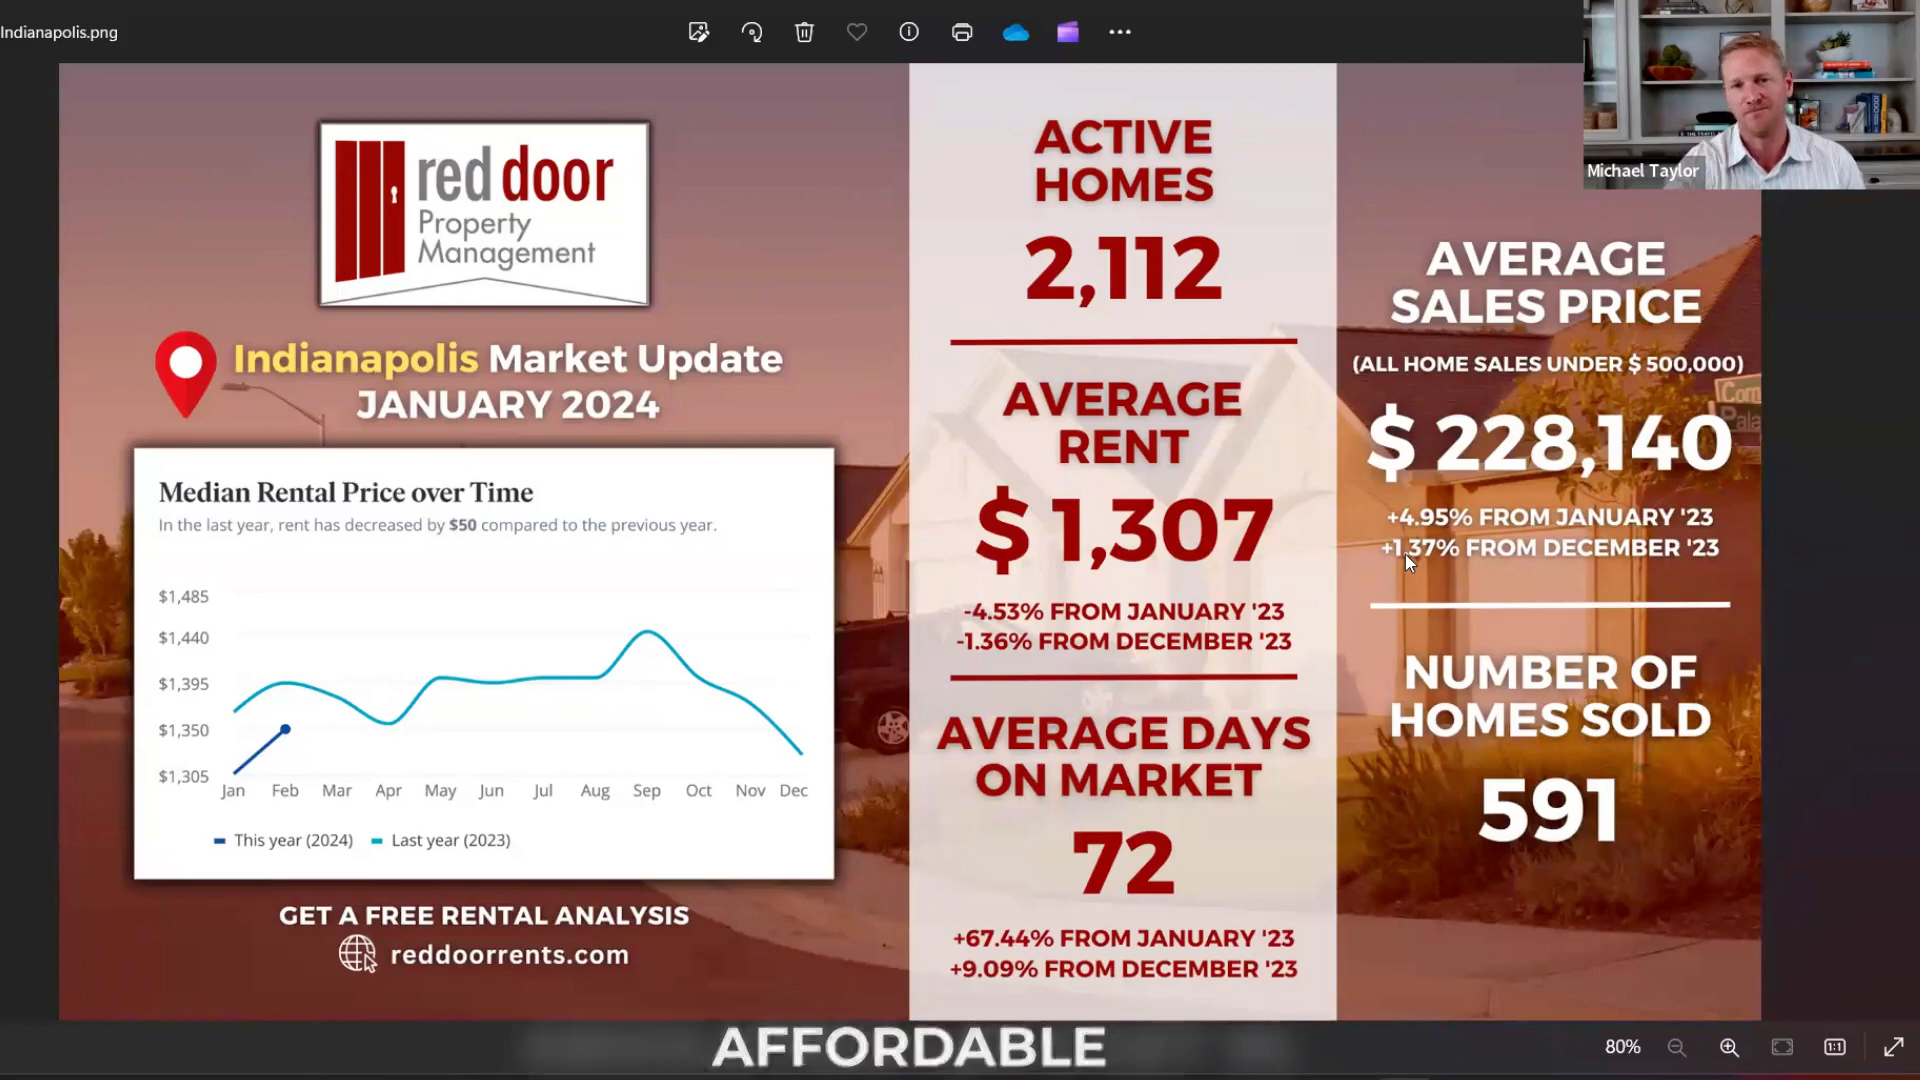 Indianapolis.png
Michael Taylor
red door
Property
Management
Indianapolis Market Update
JANUARY 2024
Median Rental Price over Time
In the last year, rent has decreased by $50 compared to the previous year.
$1,485
$1,440
$1,395
$1,350
$1,305
Jan Feb Mar Apr May Jun Jul Aug Sep Oct Nov Dec
This year (2024) Last year (2023)
GET A FREE RENTAL ANALYSIS
reddoorrents.com
ACTIVE
HOMES
2,112
AVERAGE
RENT
$ 1,307
-4.53% FROM JANUARY '23
-1.36% FROM DECEMBER '23
AVERAGE DAYS
ON MARKET
72
+67.44% FROM JANUARY '23
+9.09% FROM DECEMBER '23
AVERAGE
SALES PRICE
(ALL HOME SALES UNDER $ 500,000)
$ 228,140
+4.95% FROM JANUARY '23
+1.37% FROM DECEMBER '23
NUMBER OF
HOMES SOLD
591
AFFORDABLE
80%
1:1